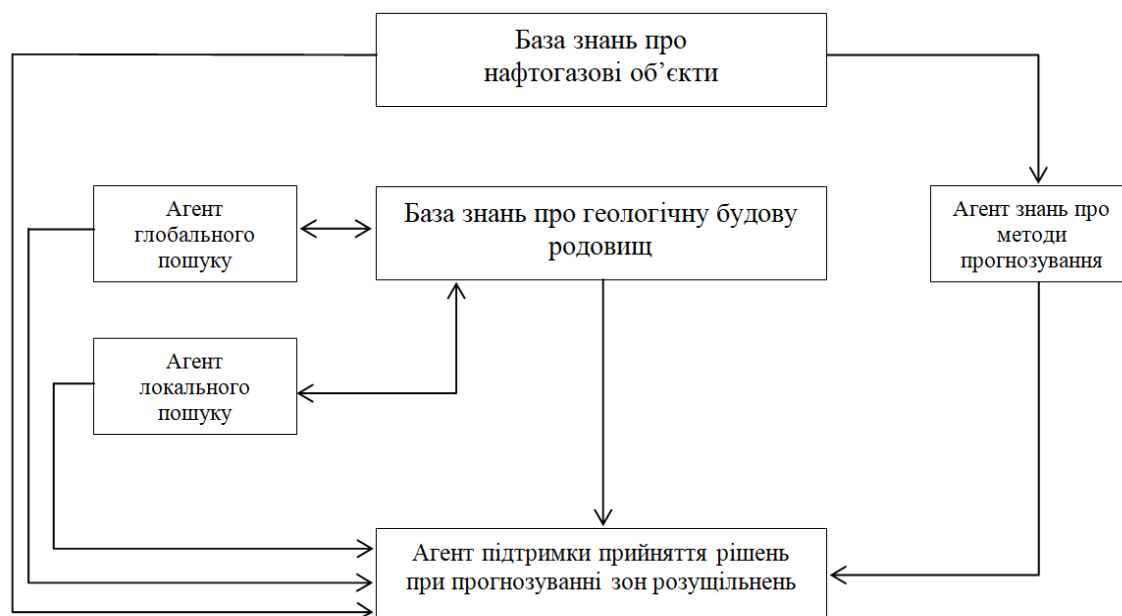 База знань про
нафтогазові об’єкти
Агент
глобального
пошуку
База знань про геологічну будову
родовищ
Агент знань про
методи
прогнозування
Агент
локального
пошуку
Агент підтримки прийняття рішень
при прогнозуванні зон розущільнень